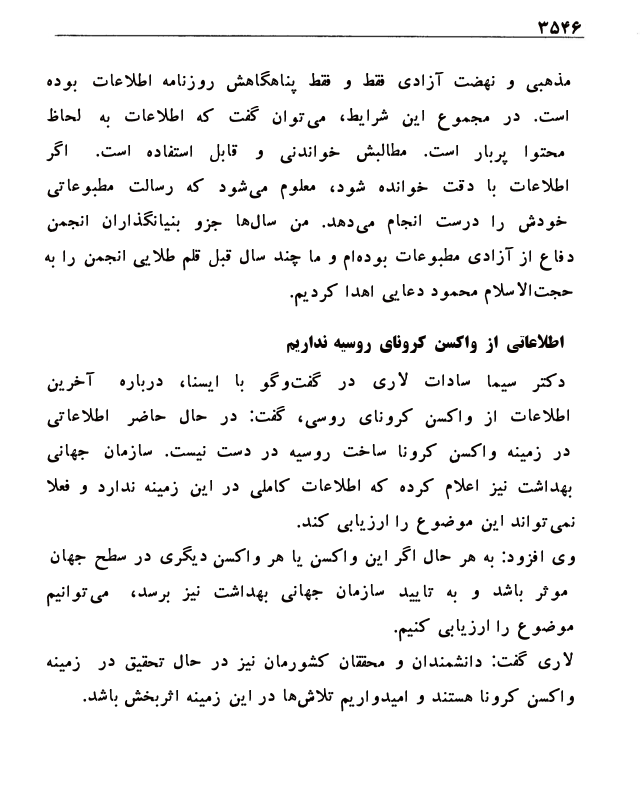 ۳۵۴۶
مذهبی و نهضت آزادی فقط و فقط پناهگاهش روزنامه اطلاعات بوده
است. در مجموع این شرایط، می‌توان گفت که اطلاعات به لحاظ
محتوا پربار است. مطالبش خواندنی و قابل استفاده است. اگر
اطلاعات با دقت خوانده شود، معلوم می‌شود که رسالت مطبوعاتی
خودش را درست انجام می‌دهد. من سال‌ها جزو بنیانگذاران انجمن
دفاع از آزادی مطبوعات بوده‌ام و ما چند سال قبل قلم طلایی انجمن را به
حجت‌الاسلام محمود دعایی اهدا کردیم.
اطلاعاتی از واکسن کرونای روسیه نداریم
دکتر سیما سادات لاری در گفت‌وگو با ایسنا، درباره آخرین
اطلاعات از واکسن کرونای روسی، گفت: در حال حاضر اطلاعاتی
در زمینه واکسن کرونا ساخت روسیه در دست نیست. سازمان جهانی
بهداشت نیز اعلام کرده که اطلاعات کاملی در این زمینه ندارد و فعلا
نمی‌تواند این موضوع را ارزیابی کند.
وی افزود: به هر حال اگر این واکسن یا هر واکسن دیگری در سطح جهان
موثر باشد و به تایید سازمان جهانی بهداشت نیز برسد، می‌توانیم
موضوع را ارزیابی کنیم.
لاری گفت: دانشمندان و محققان کشورمان نیز در حال تحقیق در زمینه
واکسن کرونا هستند و امیدواریم تلاش‌ها در این زمینه اثربخش باشد.